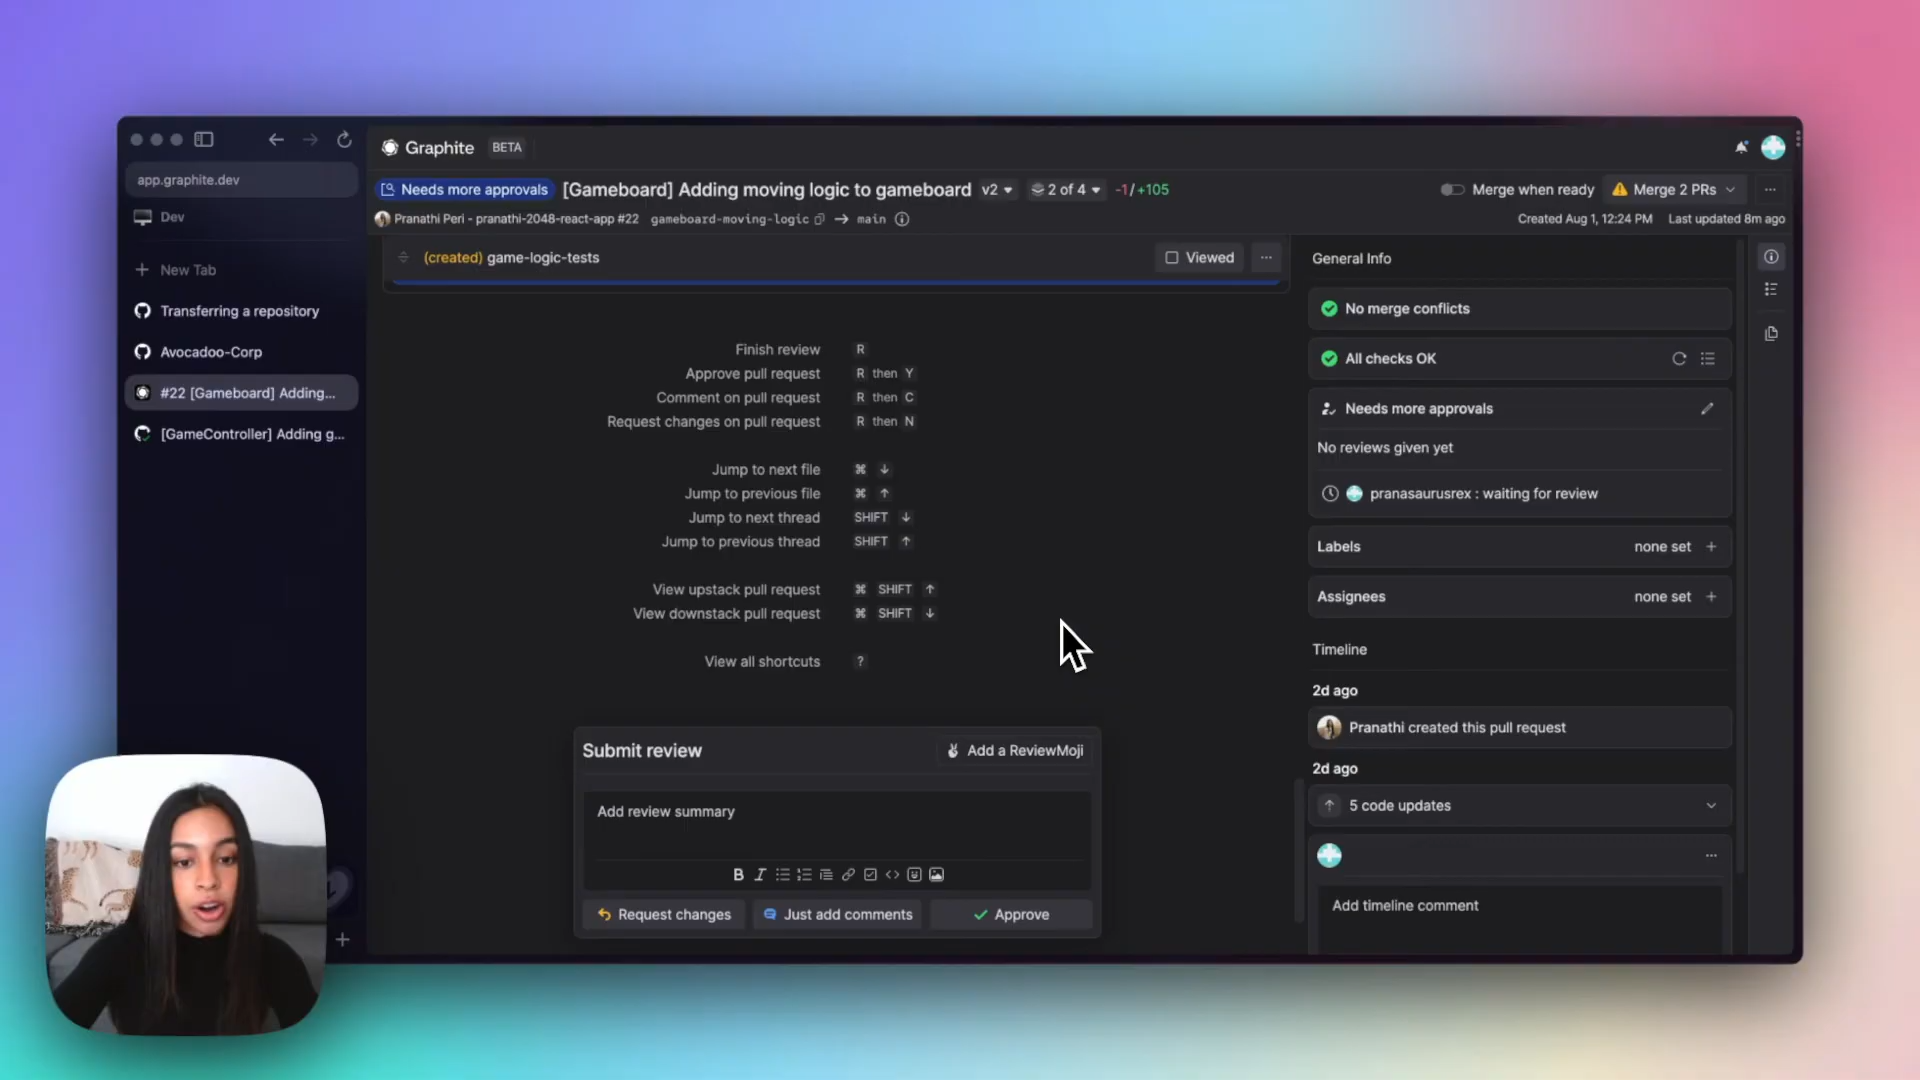 app.graphite.dev
Dev
New Tab
Transferring a repository
Avocadoo-Corp
#22 [Gameboard] Adding...
[GameController] Adding g...
Graphite BETA
Needs more approvals [Gameboard] Adding moving logic to gameboard v2 2 of 4 -1/+105 Merge when ready Merge 2 PRs
Pranathi Peri - pranathi-2048-react-app #22 gameboard-moving-logic → main Created Aug 1, 12:24 PM Last updated 8m ago
(created) game-logic-tests Viewed
Finish review R
Approve pull request R then Y
Comment on pull request R then C
Request changes on pull request R then N
Jump to next file ⌘ ↓
Jump to previous file ⌘ ↑
Jump to next thread SHIFT ↓
Jump to previous thread SHIFT ↑
View upstack pull request ⌘ SHIFT ↑
View downstack pull request ⌘ SHIFT ↓
View all shortcuts ?
Submit review Add a ReviewMoji
Add review summary
Request changes Just add comments Approve
General Info
No merge conflicts
All checks OK
Needs more approvals
No reviews given yet
pranasaurusrex : waiting for review
Labels none set +
Assignees none set +
Timeline
2d ago
Pranathi created this pull request
2d ago
5 code updates
Add timeline comment